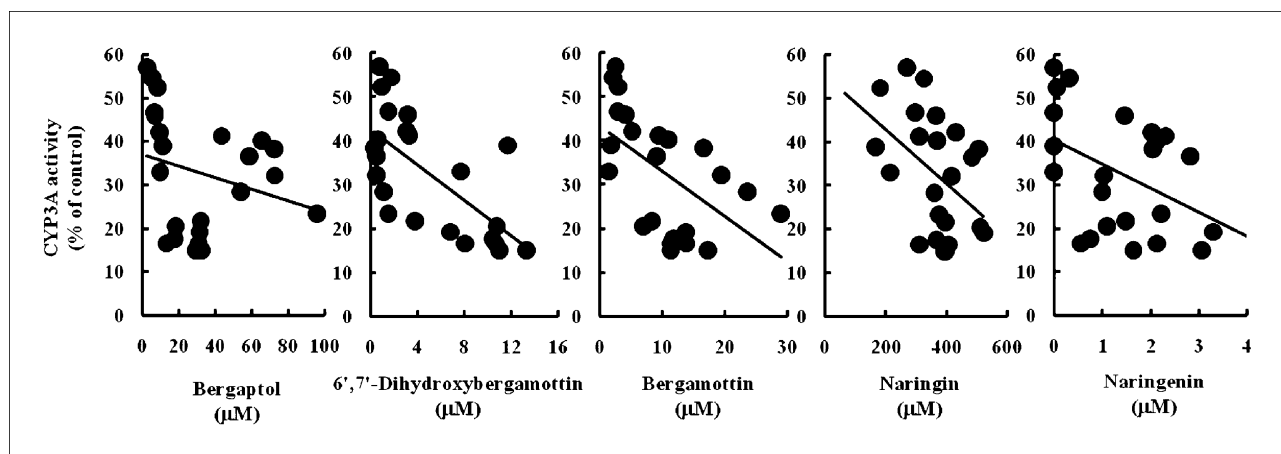 CYP3A activity
(% of control)
60
50
40
30
20
10
0
0 20 40 60 80 100
Bergaptol
(μM)
60
50
40
30
20
10
0
0 4 8 12 16
6',7'-Dihydroxybergamottin
(μM)
60
50
40
30
20
10
0
0 10 20 30
Bergamottin
(μM)
60
50
40
30
20
10
0
0 200 400 600
Naringin
(μM)
60
50
40
30
20
10
0
0 1 2 3 4
Naringenin
(μM)